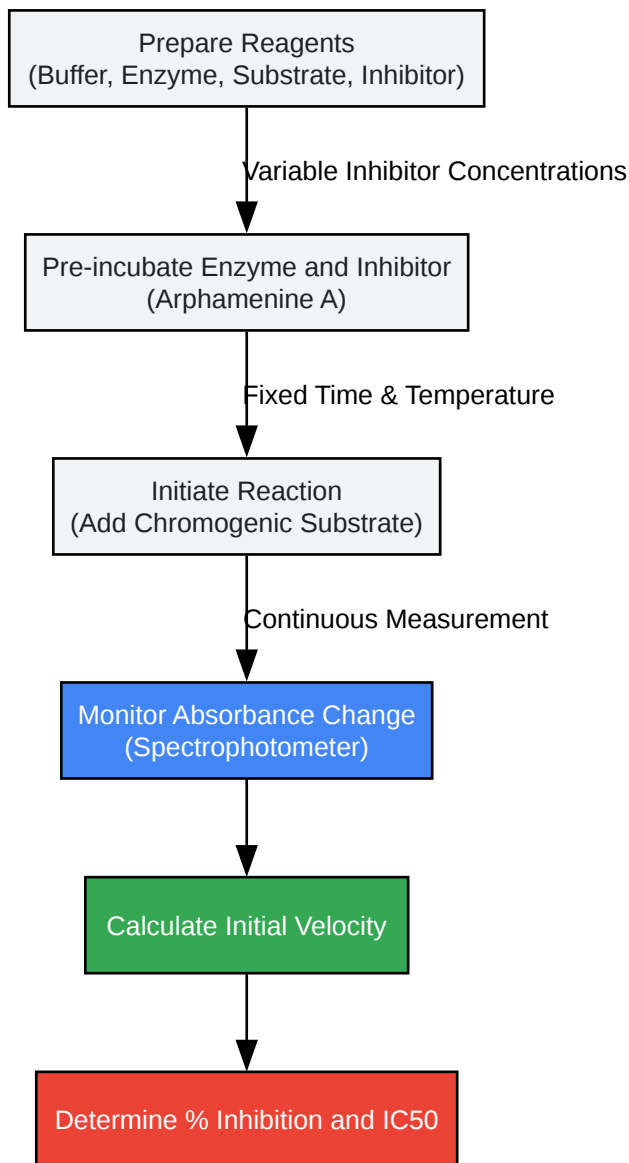 Prepare Reagents
(Buffer, Enzyme, Substrate, Inhibitor)
Variable Inhibitor Concentrations
Pre-incubate Enzyme and Inhibitor
(Arphamenine A)
Fixed Time & Temperature
Initiate Reaction
(Add Chromogenic Substrate)
Continuous Measurement
Monitor Absorbance Change
(Spectrophotometer)
Calculate Initial Velocity
Determine % Inhibition and IC50